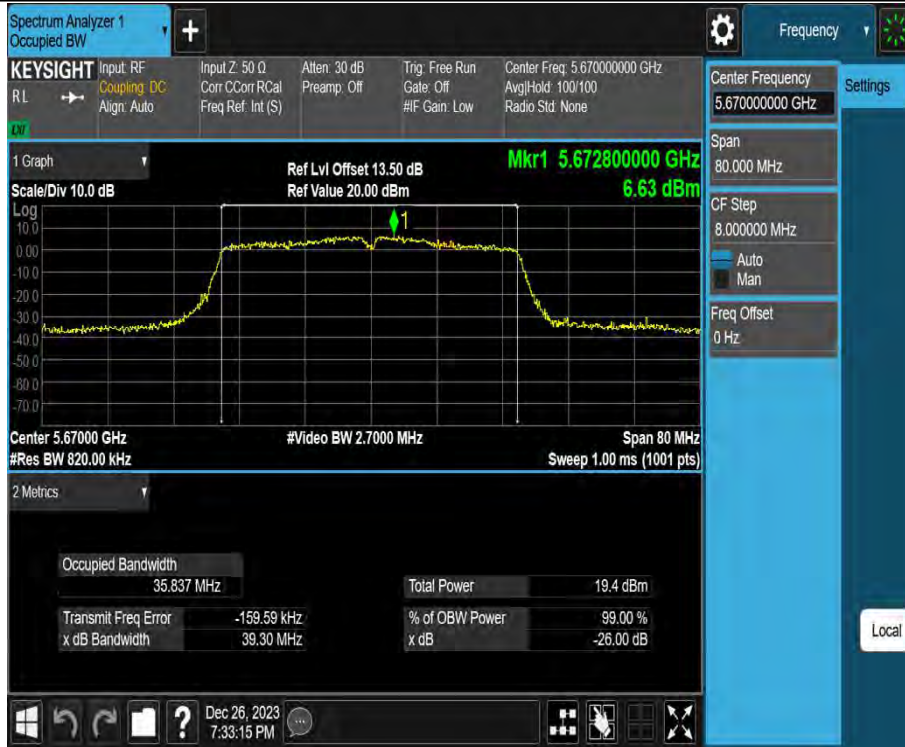 Spectrum Analyzer 1
Occupied BW
+
Frequency
KEYSIGHT
R L
LXI
Input: RF
Coupling: DC
Align: Auto
Input Z: 50 Ω
Corr CCorr RCal
Freq Ref: Int (S)
Atten: 30 dB
Preamp: Off
Trig: Free Run
Gate: Off
#IF Gain: Low
Center Freq: 5.670000000 GHz
Avg|Hold: 100/100
Radio Std: None
Center Frequency
5.670000000 GHz
Settings
Span
80.000 MHz
CF Step
8.000000 MHz
Auto
Man
Freq Offset
0 Hz
1 Graph
Scale/Div 10.0 dB
Ref Lvl Offset 13.50 dB
Ref Value 20.00 dBm
Mkr1 5.672800000 GHz
6.63 dBm
Log
1
10.0
0.00
-10.0
-20.0
-30.0
-40.0
-50.0
-60.0
-70.0
Center 5.67000 GHz
#Video BW 2.7000 MHz
Span 80 MHz
#Res BW 820.00 kHz
Sweep 1.00 ms (1001 pts)
2 Metrics
Occupied Bandwidth
35.837 MHz
Total Power 19.4 dBm
Transmit Freq Error -159.59 kHz
% of OBW Power 99.00 %
x dB Bandwidth 39.30 MHz
x dB -26.00 dB
Local
?
Dec 26, 2023
7:33:15 PM